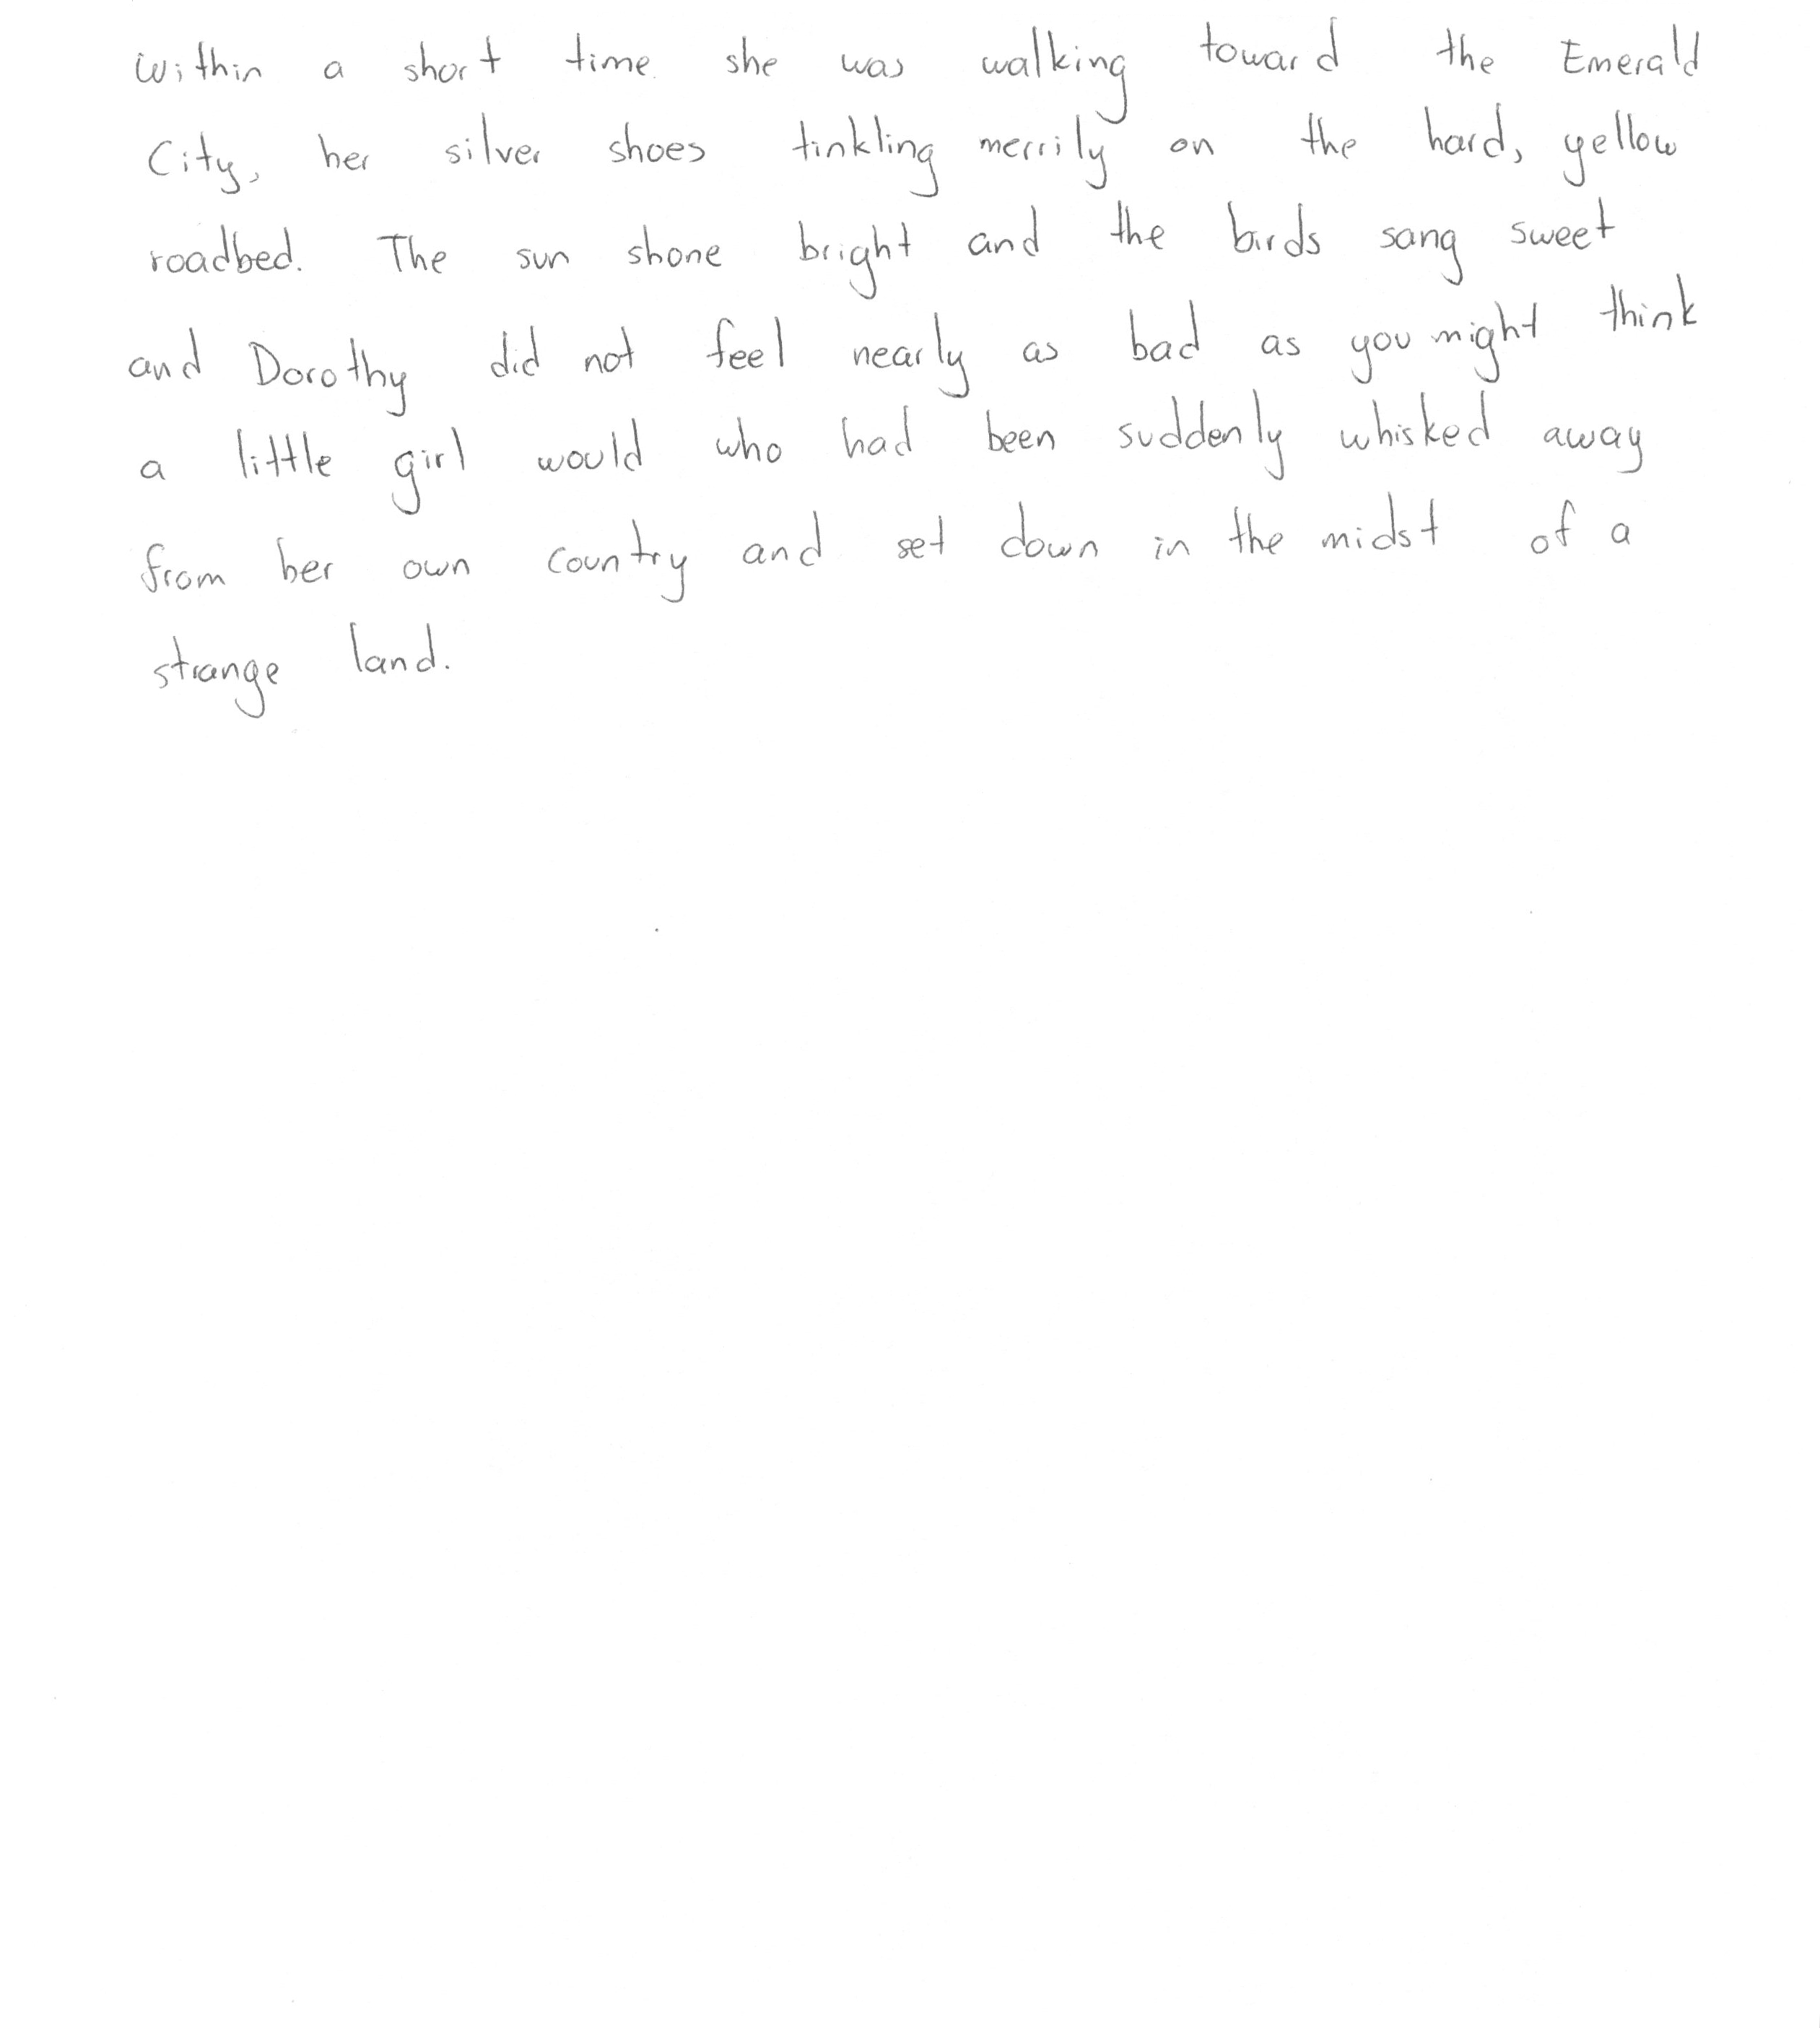 Within a short time she was walking toward the Emerald
City, her silver shoes tinkling merrily on the hard, yellow
roadbed. The sun shone bright and the birds sang sweet
and Dorothy did not feel nearly as bad as you might think
a little girl would who had been suddenly whisked away
from her own country and set down in the midst of a
strange land.